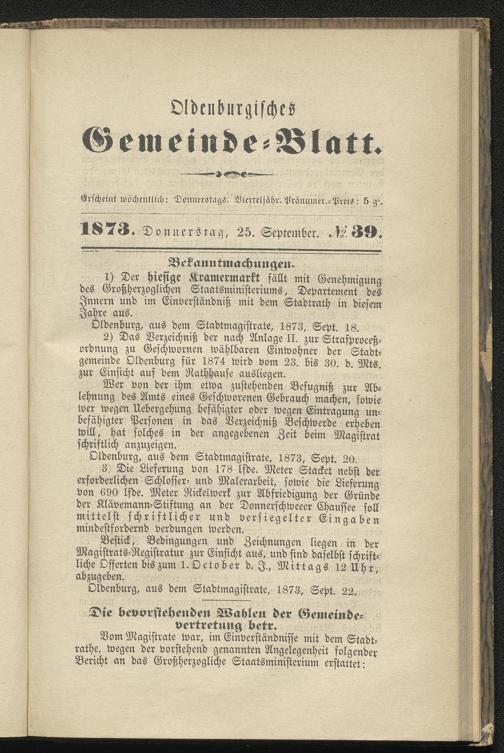 Oldenburgisches
Gemeinde-Blatt.
Erscheint wöchentlich: Donnerstags. Vierteljähr. Pränumer.-Preis: 5 gr.
1873. Donnerstag, 25. September. № 39.
Bekanntmachungen.
1) Der hiesige Kramermarkt fällt mit Genehmigung
des Großherzoglichen Staatsministeriums, Departement des
Innern und im Einverständniß mit dem Stadtrath in diesem
Jahre aus.
Oldenburg, aus dem Stadtmagistrate, 1873, Sept. 18.
2) Das Verzeichniß der nach Anlage II. zur Strafproceß-
ordnung zu Geschwornen wählbaren Einwohner der Stadt-
gemeinde Oldenburg für 1874 wird vom 23. bis 30. d. Mts.
zur Einsicht auf dem Rathhause ausliegen.
Wer von der ihm etwa zustehenden Befugniß zur Ab-
lehnung des Amts eines Geschworenen Gebrauch machen, sowie
wer wegen Uebergehung befähigter oder wegen Eintragung un-
befähigter Personen in das Verzeichniß Beschwerde erheben
will, hat solches in der angegebenen Zeit beim Magistrat
schriftlich anzuzeigen.
Oldenburg, aus dem Stadtmagistrate, 1873, Sept. 20.
3) Die Lieferung von 178 lfde. Meter Stacket nebst der
erforderlichen Schlosser- und Malerarbeit, sowie die Lieferung
von 690 lfde. Meter Rickelwerk zur Abfriedigung der Gründe
der Klävemann-Stiftung an der Donnerschweer Chaussee soll
mittelst schriftlicher und versiegelter Eingaben
mindestfordernd verdungen werden.
Bestick, Bedingungen und Zeichnungen liegen in der
Magistrats-Registratur zur Einsicht aus, und sind daselbst schrift-
liche Offerten bis zum 1. October d. J., Mittags 12 Uhr,
abzugeben.
Oldenburg, aus dem Stadtmagistrate, 1873, Sept. 22.
Die bevorstehenden Wahlen der Gemeinde-
vertretung betr.
Vom Magistrate war, im Einverständnisse mit dem Stadt-
rathe, wegen der vorstehend genannten Angelegenheit folgender
Bericht an das Großherzogliche Staatsministerium erstattet: